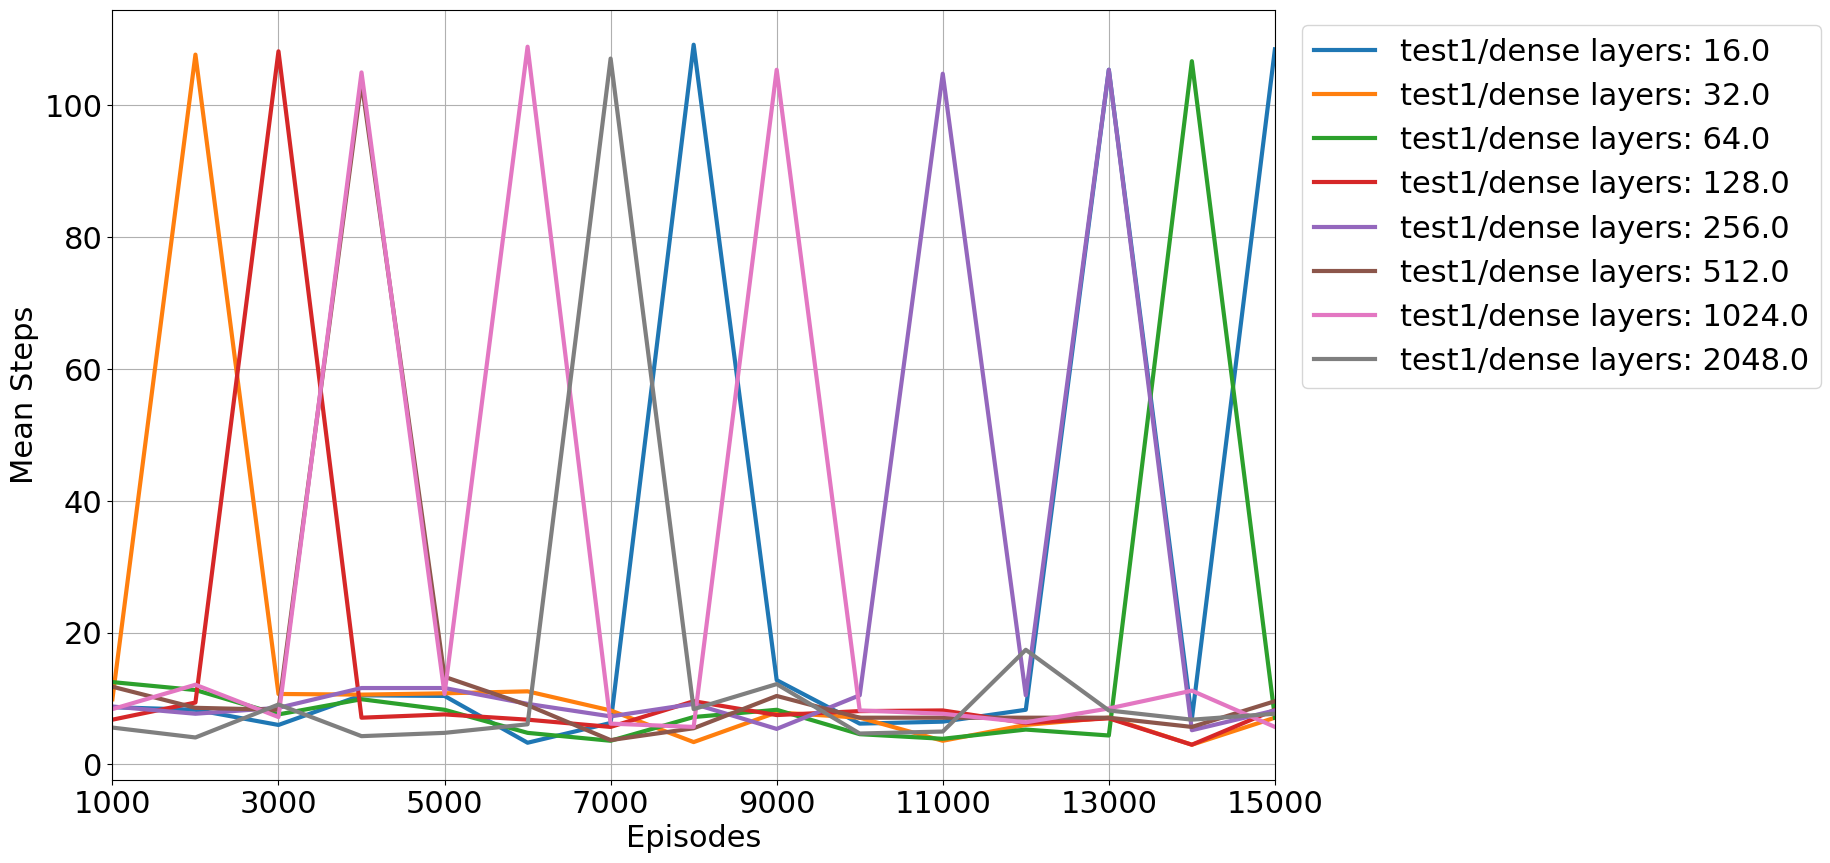 100
80
60
40
20
0
Mean Steps
1000 3000 5000 7000 9000 11000 13000 15000
Episodes
test1/dense layers: 16.0
test1/dense layers: 32.0
test1/dense layers: 64.0
test1/dense layers: 128.0
test1/dense layers: 256.0
test1/dense layers: 512.0
test1/dense layers: 1024.0
test1/dense layers: 2048.0